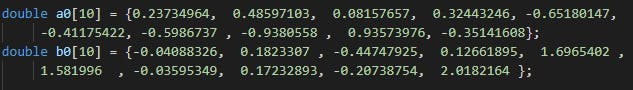 double a0[10] = {0.23734964,  0.48597103,  0.08157657,  0.32443246, -0.65180147,
-0.41175422, -0.5986737 , -0.9380558 ,  0.93573976, -0.35141608};
double b0[10] = {-0.04088326,  0.1823307 , -0.44747925,  0.12661895,  1.6965402 ,
1.581996  , -0.03595349,  0.17232893, -0.20738754,  2.0182164 };